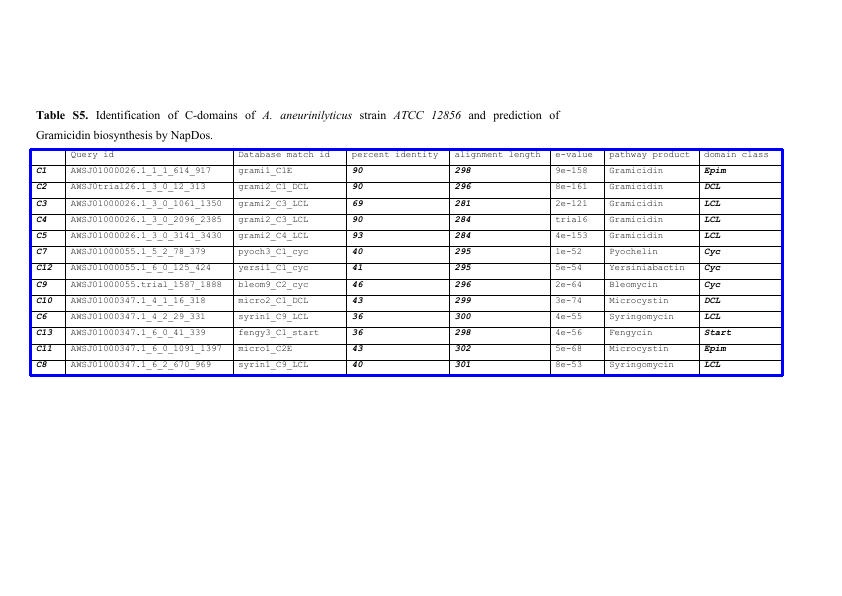 Table S5. Identification of C-domains of A. aneurinilyticus strain ATCC 12856 and prediction of
Gramicidin biosynthesis by NapDos.
Query id Database match id percent identity alignment length e-value pathway product domain class
C1 AWSJ01000026.1_1_1_614_917 grami1_C1E 90 298 9e-158 Gramicidin Epim
C2 AWSJ0trial26.1_3_0_12_313 grami2_C1_DCL 90 296 8e-161 Gramicidin DCL
C3 AWSJ01000026.1_3_0_1061_1350 grami2_C3_LCL 69 281 2e-121 Gramicidin LCL
C4 AWSJ01000026.1_3_0_2096_2385 grami2_C3_LCL 90 284 trial6 Gramicidin LCL
C5 AWSJ01000026.1_3_0_3141_3430 grami2_C4_LCL 93 284 4e-153 Gramicidin LCL
C7 AWSJ01000055.1_5_2_78_379 pyoch3_C1_cyc 40 295 1e-52 Pyochelin Cyc
C12 AWSJ01000055.1_6_0_125_424 yersi1_C1_cyc 41 295 5e-54 Yersiniabactin Cyc
C9 AWSJ01000055.trial_1587_1888 bleom9_C2_cyc 46 296 2e-64 Bleomycin Cyc
C10 AWSJ01000347.1_4_1_16_318 micro2_C1_DCL 43 299 3e-74 Microcystin DCL
C6 AWSJ01000347.1_4_2_29_331 syrin1_C9_LCL 36 300 4e-55 Syringomycin LCL
C13 AWSJ01000347.1_6_0_41_339 fengy3_C1_start 36 298 4e-56 Fengycin Start
C11 AWSJ01000347.1_6_0_1091_1397 micro1_C2E 43 302 5e-68 Microcystin Epim
C8 AWSJ01000347.1_6_2_670_969 syrin1_C9_LCL 40 301 8e-53 Syringomycin LCL